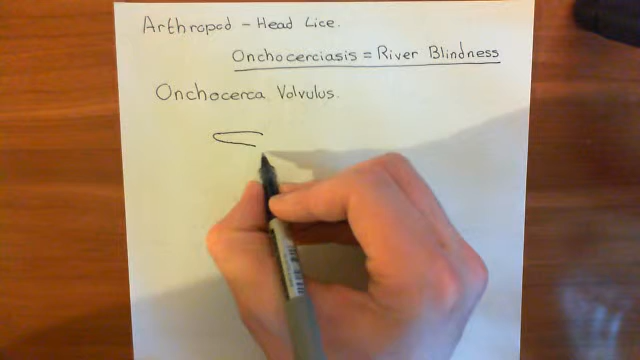 Arthropod - Head Lice.
Onchocerciasis = River Blindness
Onchocerca Volvulus.